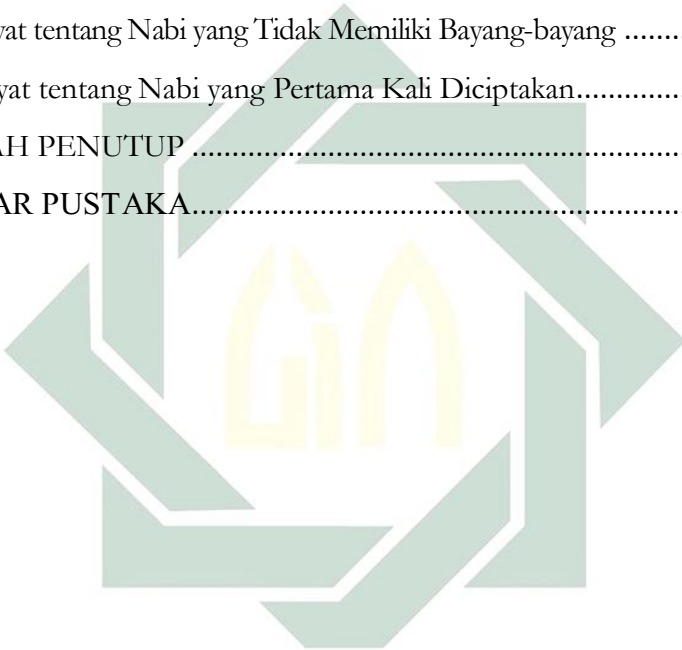 yat tentang Nabi yang Tidak Memiliki Bayang-bayang ........
yat tentang Nabi yang Pertama Kali Diciptakan..............
AH PENUTUP ..............................................................
AR PUSTAKA..............................................................
UIN